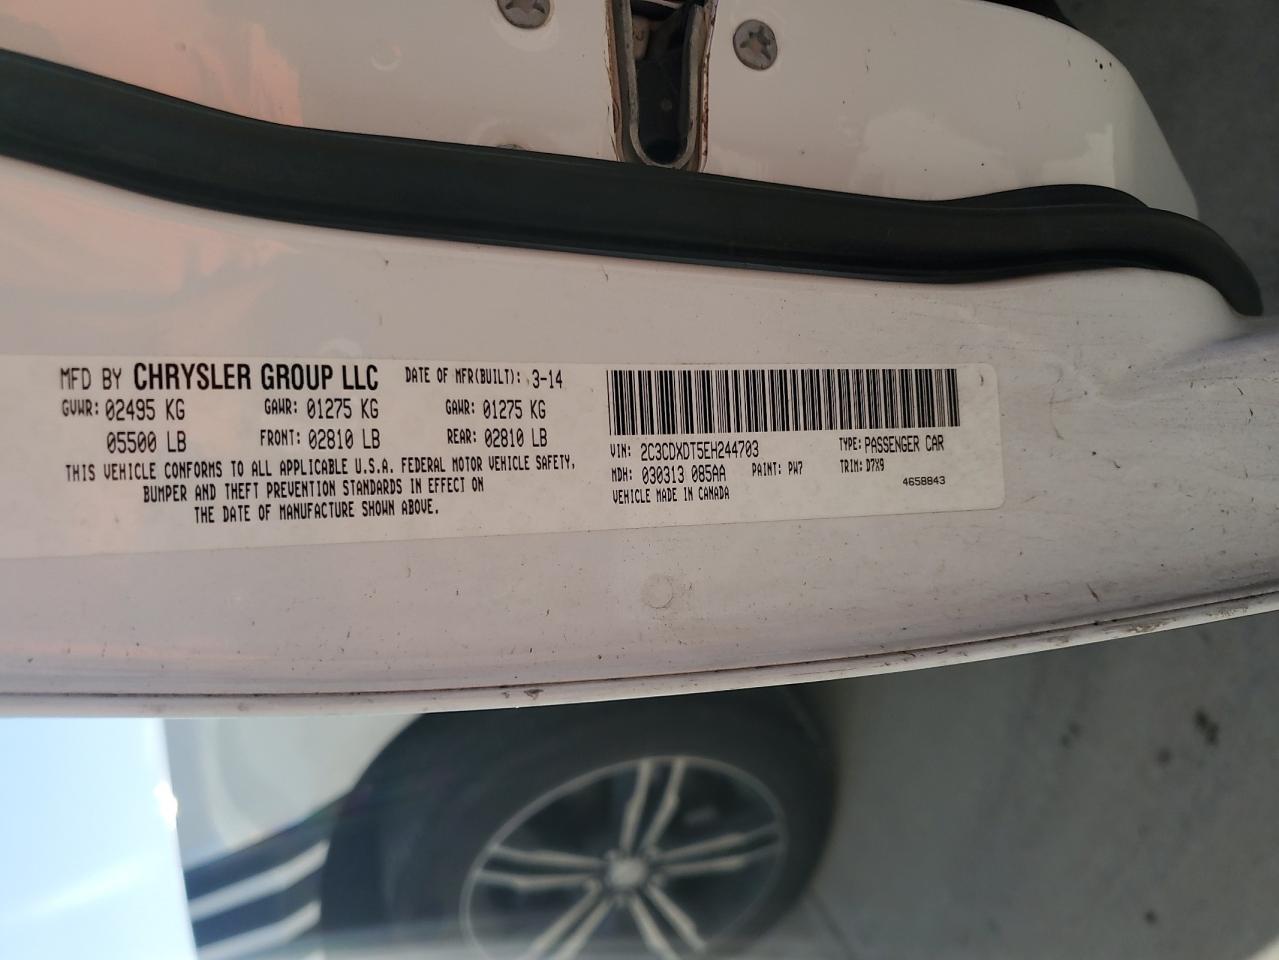 MFD BY CHRYSLER GROUP LLC DATE OF MFR(BUILT): 3-14
GVWR: 02495 KG GAWR: 01275 KG GAWR: 01275 KG
05500 LB FRONT: 02810 LB REAR: 02810 LB
THIS VEHICLE CONFORMS TO ALL APPLICABLE U.S.A. FEDERAL MOTOR VEHICLE SAFETY,
BUMPER AND THEFT PREVENTION STANDARDS IN EFFECT ON
THE DATE OF MANUFACTURE SHOWN ABOVE.
VIN: 2C3CDXDT5EH244703 TYPE: PASSENGER CAR
MDH: 030313 085AA PAINT: PW7 TRIM: D7X9
VEHICLE MADE IN CANADA 4658843